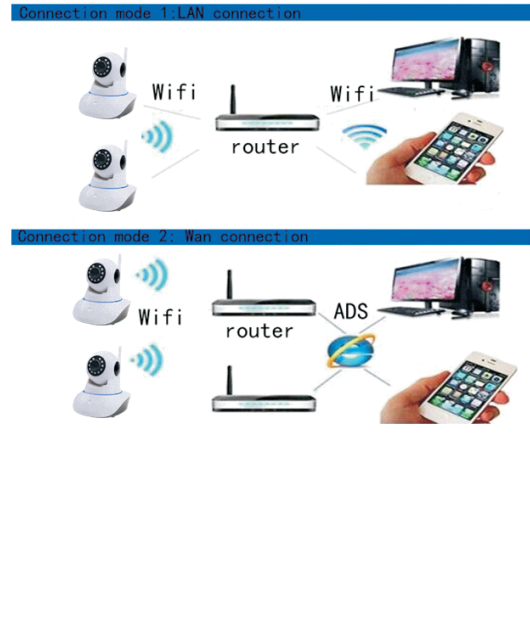 Connection mode 1:LAN connection
Wifi
Wifi
router
Connection mode 2: Wan connection
Wifi
router
ADS